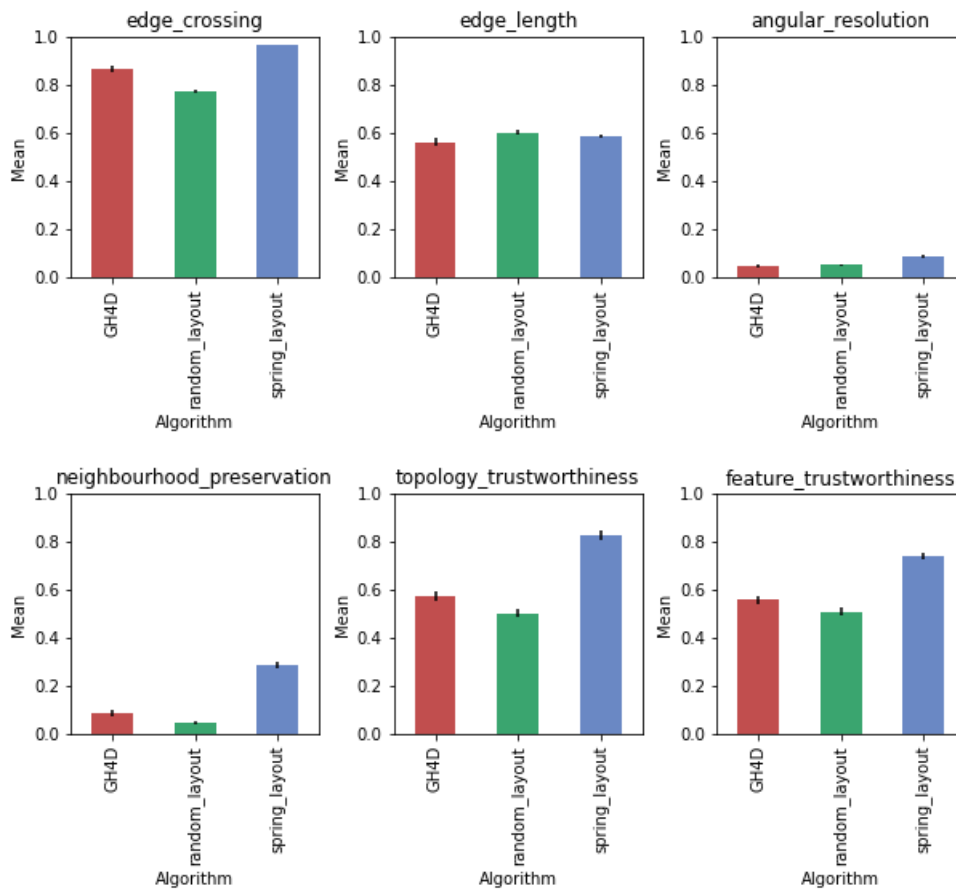 edge_crossing
1.0
0.8
0.6
0.4
0.2
0.0
Mean
GH4D
random_layout
spring_layout
Algorithm
edge_length
1.0
0.8
0.6
0.4
0.2
0.0
Mean
GH4D
random_layout
spring_layout
Algorithm
angular_resolution
1.0
0.8
0.6
0.4
0.2
0.0
Mean
GH4D
random_layout
spring_layout
Algorithm
neighbourhood_preservation
1.0
0.8
0.6
0.4
0.2
0.0
Mean
GH4D
random_layout
spring_layout
Algorithm
topology_trustworthiness
1.0
0.8
0.6
0.4
0.2
0.0
Mean
GH4D
random_layout
spring_layout
Algorithm
feature_trustworthiness
1.0
0.8
0.6
0.4
0.2
0.0
Mean
GH4D
random_layout
spring_layout
Algorithm